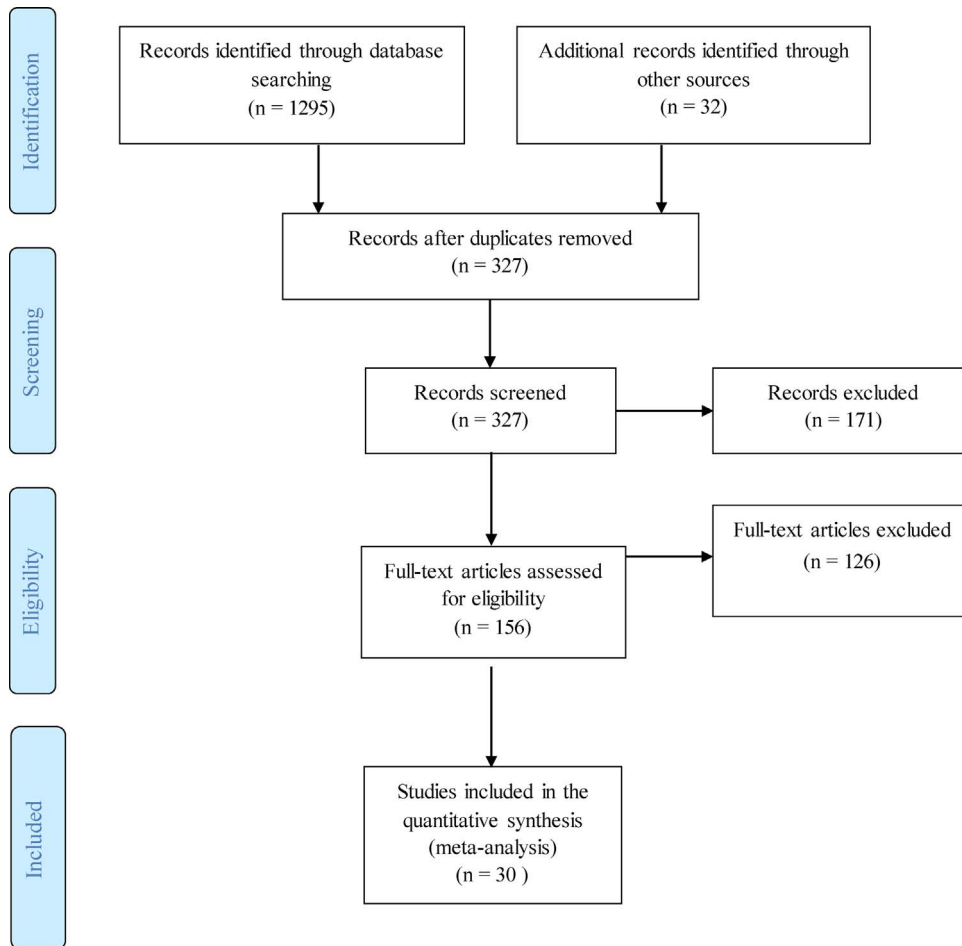 Identification
Records identified through database
searching
(n = 1295)
Additional records identified through
other sources
(n = 32)
Records after duplicates removed
(n = 327)
Screening
Records screened
(n = 327)
Records excluded
(n = 171)
Eligibility
Full-text articles assessed
for eligibility
(n = 156)
Full-text articles excluded
(n = 126)
Included
Studies included in the
quantitative synthesis
(meta-analysis)
(n = 30 )